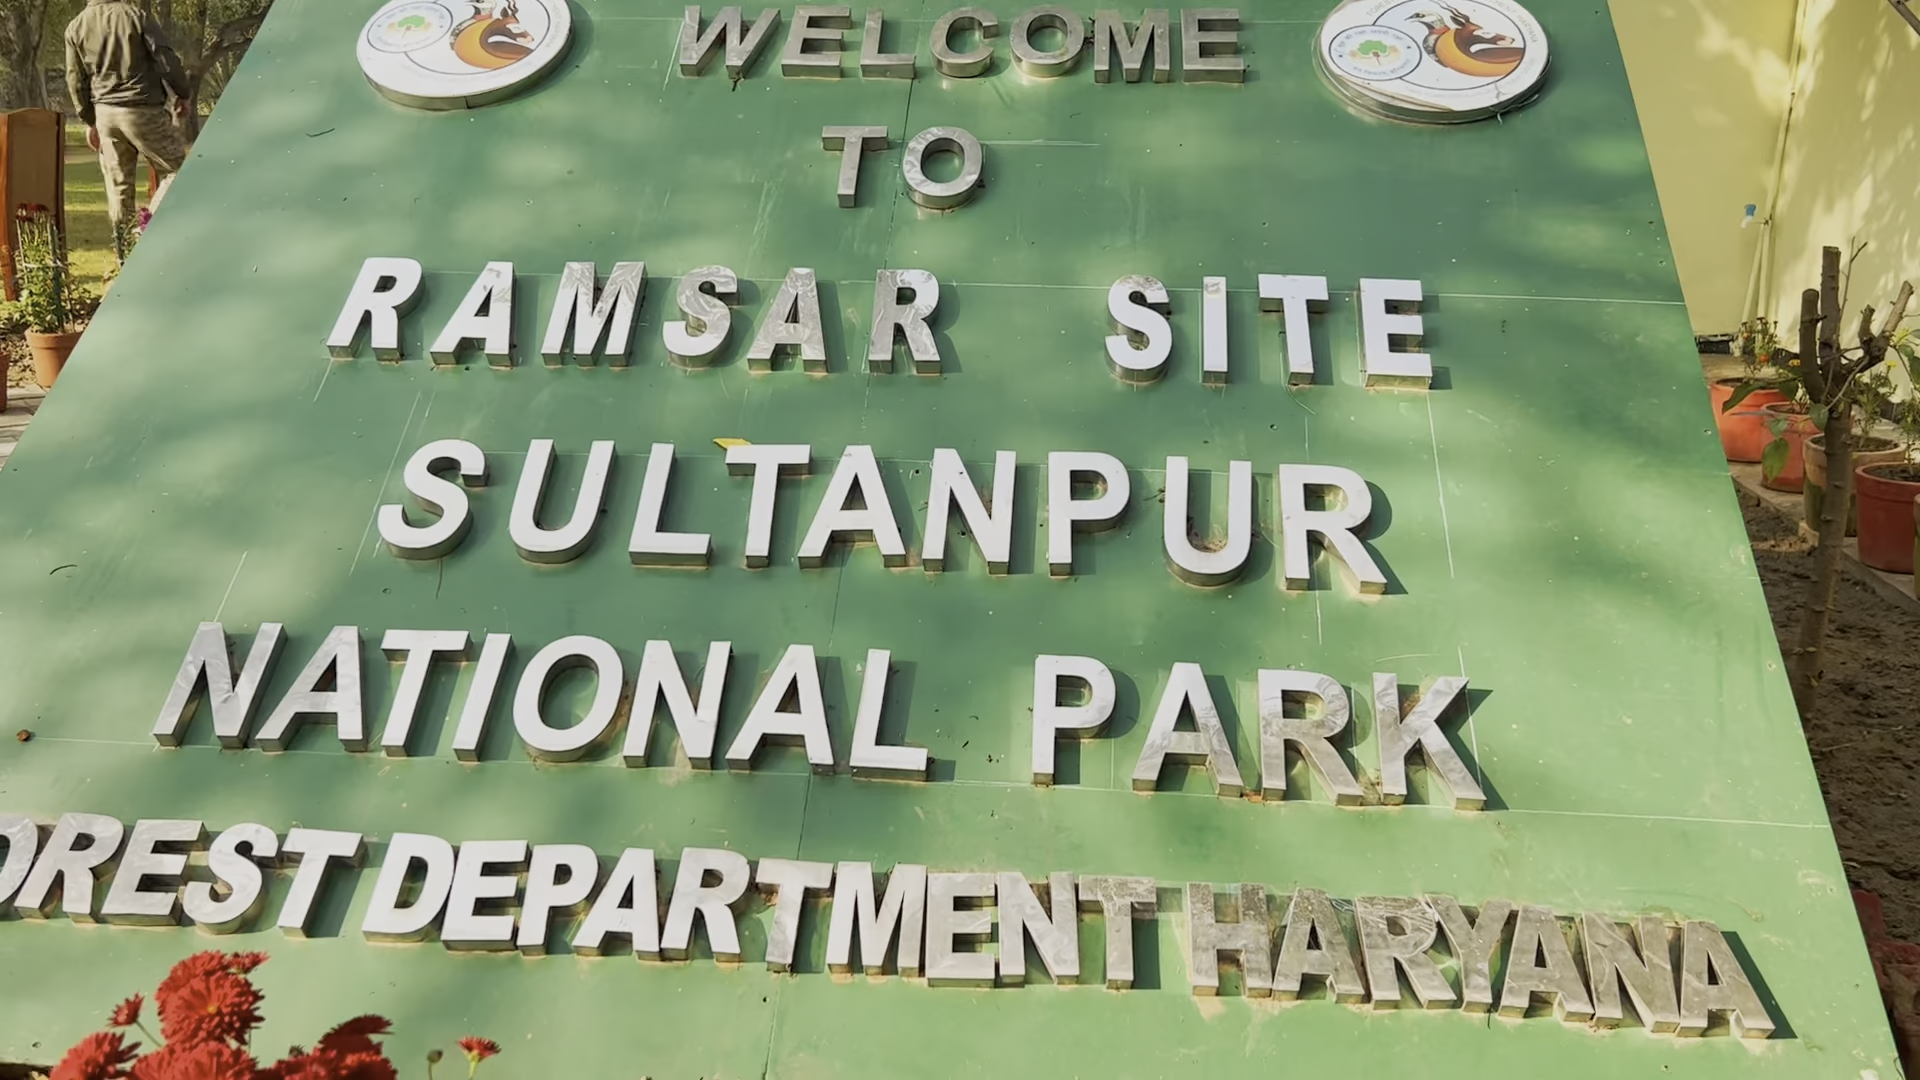 WELCOME
TO
RAMSAR SITE
SULTANPUR
NATIONAL PARK
OREST DEPARTMENT HARYANA